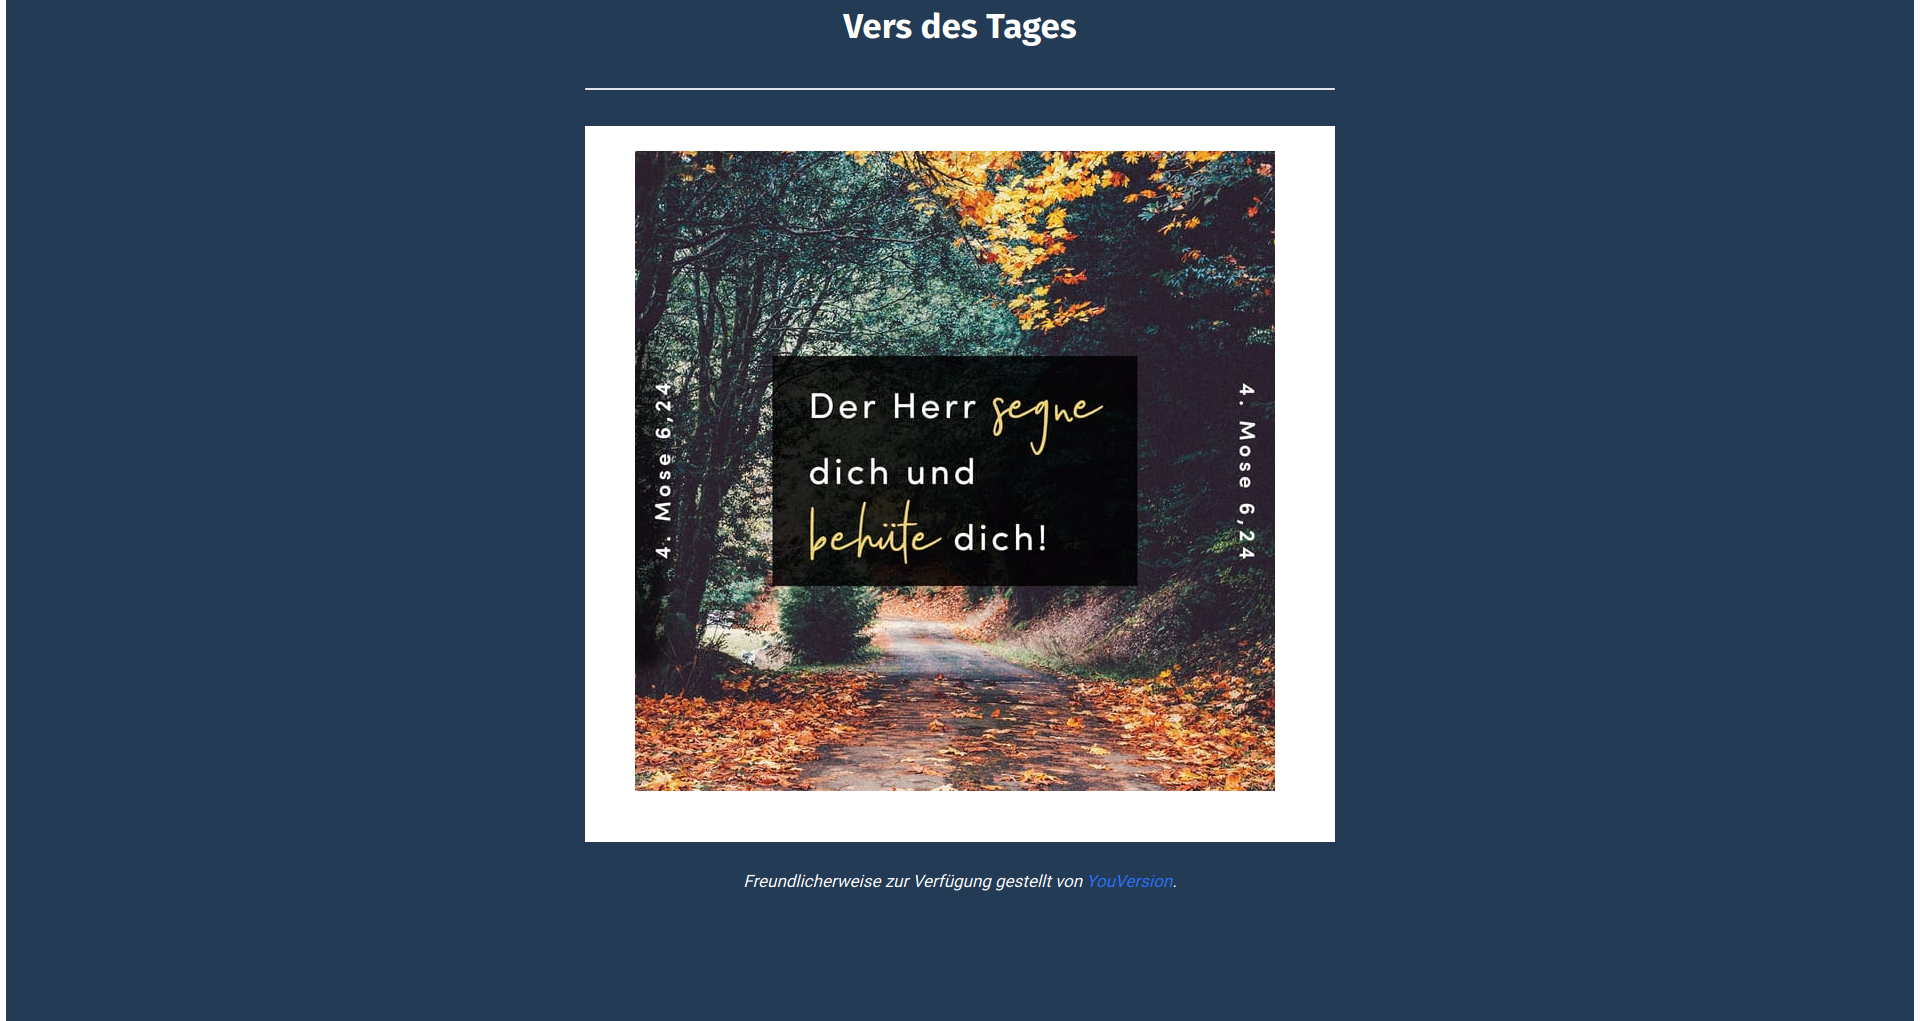 Vers des Tages
4. Mose 6,24
Der Herr segne
dich und
behüte dich!
4. Mose 6,24
Freundlicherweise zur Verfügung gestellt von YouVersion.